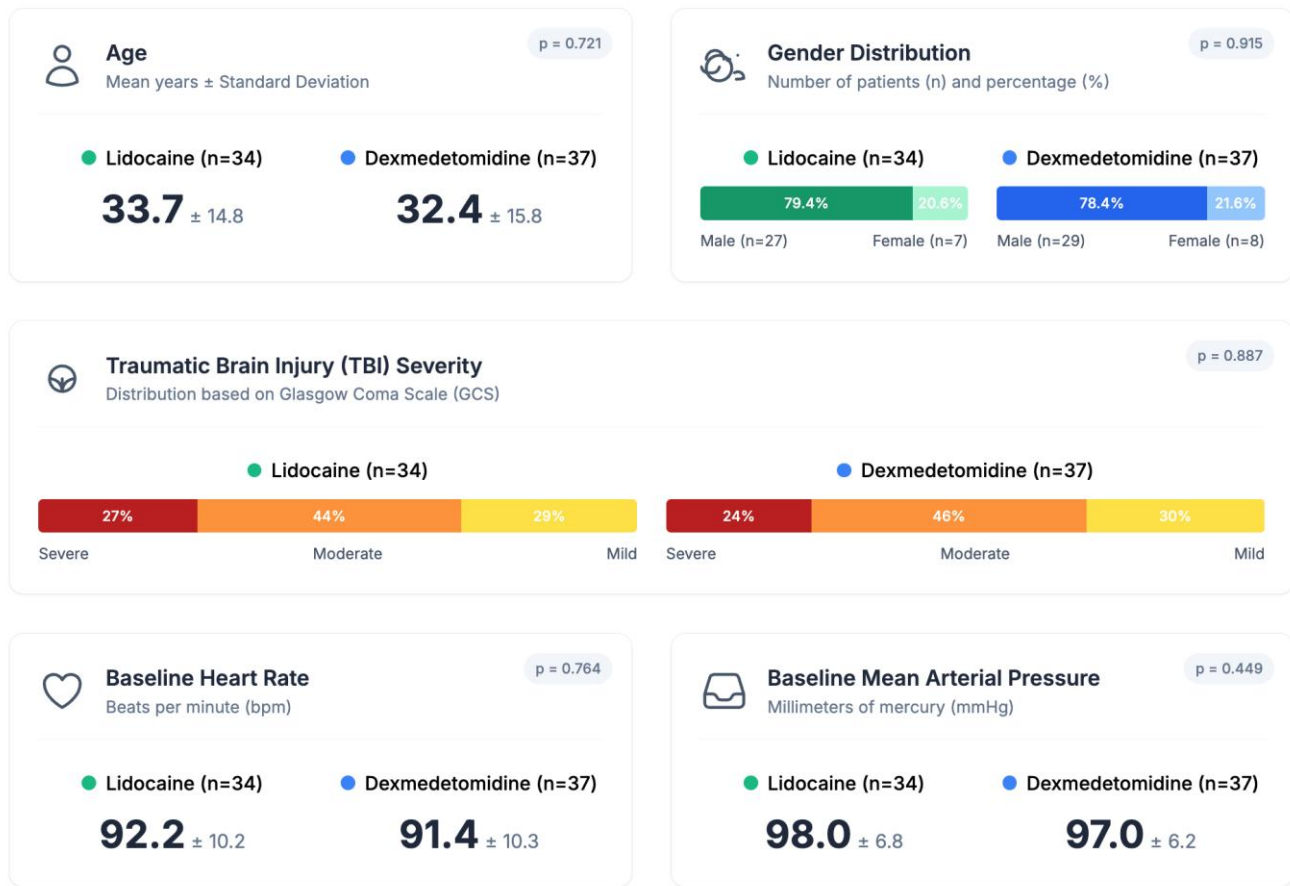 Age
p = 0.721
Mean years ± Standard Deviation
Lidocaine (n=34)
Dexmedetomidine (n=37)
33.7 ± 14.8
32.4 ± 15.8
Gender Distribution
p = 0.915
Number of patients (n) and percentage (%)
Lidocaine (n=34)
Dexmedetomidine (n=37)
79.4% 20.6%
78.4% 21.6%
Male (n=27) Female (n=7)
Male (n=29) Female (n=8)
Traumatic Brain Injury (TBI) Severity
p = 0.887
Distribution based on Glasgow Coma Scale (GCS)
Lidocaine (n=34)
Dexmedetomidine (n=37)
27% 44% 29%
24% 46% 30%
Severe Moderate Mild
Severe Moderate Mild
Baseline Heart Rate
p = 0.764
Beats per minute (bpm)
Lidocaine (n=34)
Dexmedetomidine (n=37)
92.2 ± 10.2
91.4 ± 10.3
Baseline Mean Arterial Pressure
p = 0.449
Millimeters of mercury (mmHg)
Lidocaine (n=34)
Dexmedetomidine (n=37)
98.0 ± 6.8
97.0 ± 6.2